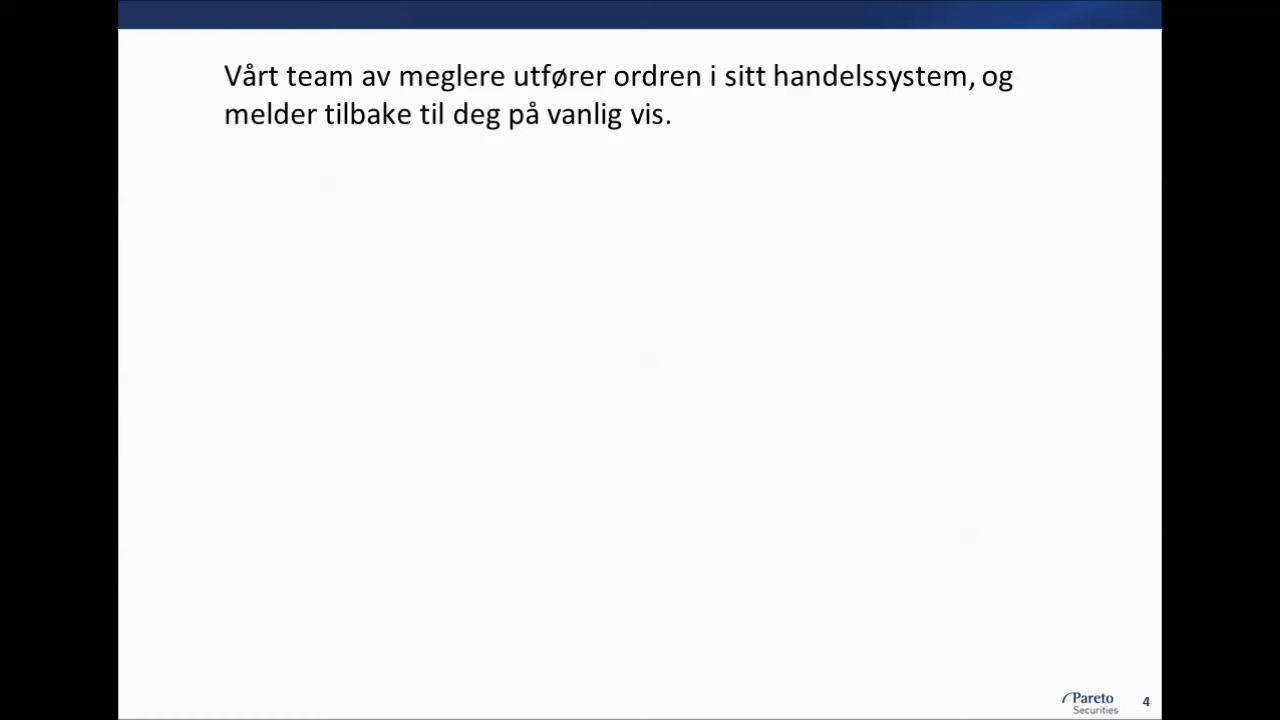 Vårt team av meglere utfører ordren i sitt handelssystem, og
melder tilbake til deg på vanlig vis.
Pareto
Securities
4